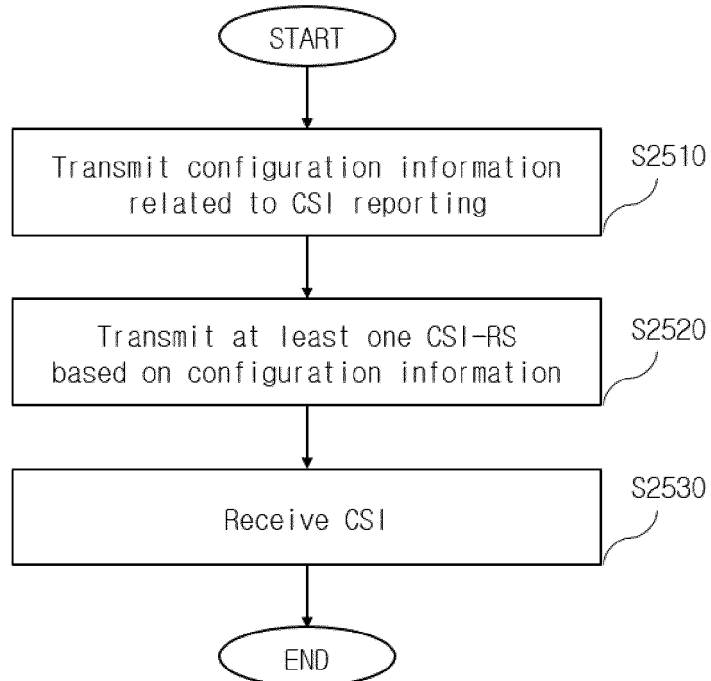 START
Transmit configuration information
related to CSI reporting
S2510
Transmit at least one CSI-RS
based on configuration information
S2520
Receive CSI
S2530
END